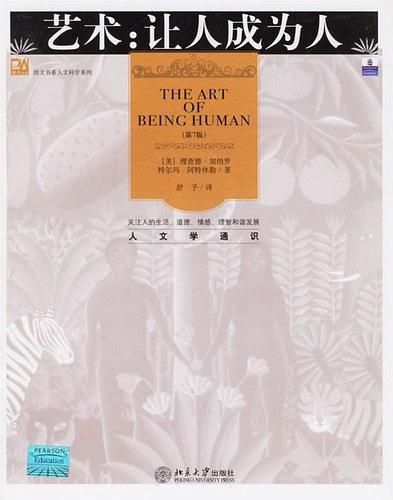 艺术：让人成为人
培文书系人文科学系列
THE ART
OF
BEING HUMAN
（第7版）
［美］理查德·加纳罗
特尔玛·阿特休勒／著
舒予／译
关注人的生活，道德、情感、理智和谐发展
人文学通识
PEARSON
Education
北京大学出版社
PEKING UNIVERSITY PRESS